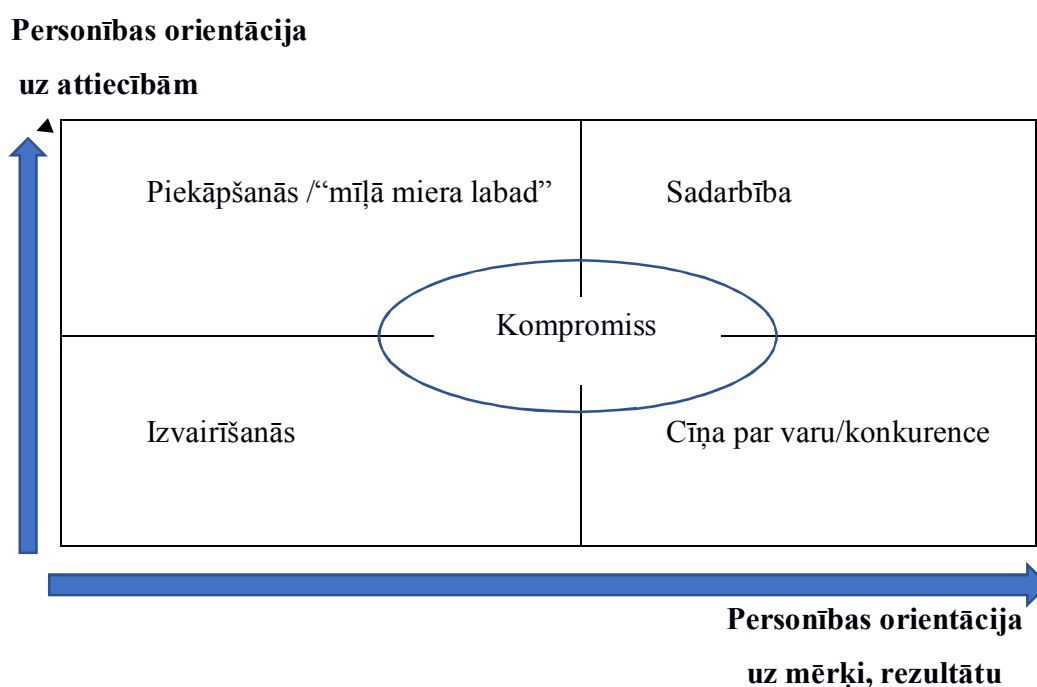 Personības orientācija
uz attiecībām
Piekāpšanās /“mīļā miera labad”
Sadarbība
Kompromiss
Izvairīšanās
Cīņa par varu/konkurence
Personības orientācija
uz mērķi, rezultātu